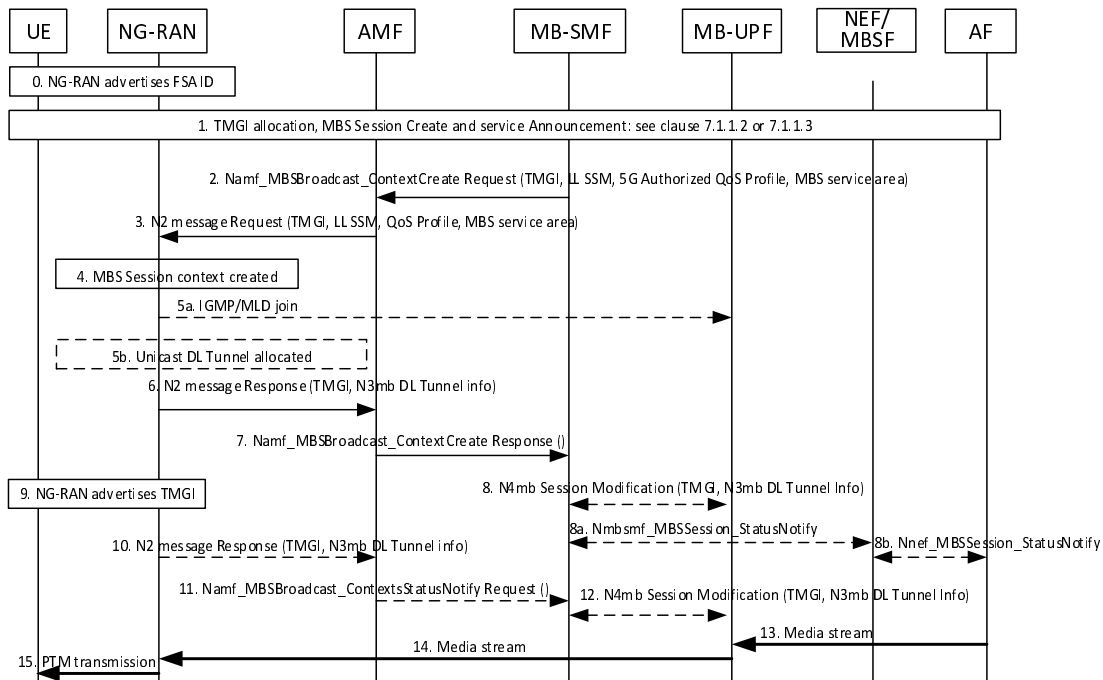 UE
NG-RAN
AMF
MB-SMF
MB-UPF
NEF/
MBSF
AF
0. NG-RAN advertises FSA ID
1. TMGI allocation, MBS Session Create and service Announcement: see clause 7.1.1.2 or 7.1.1.3
2. Namf_MBSBroadcast_ContextCreate Request (TMGI, LL SSM, 5G Authorized QoS Profile, MBS service area)
3. N2 message Request (TMGI, LL SSM, QoS Profile, MBS service area)
4. MBS Session context created
5a. IGMP/MLD join
5b. Unicast DL Tunnel allocated
6. N2 message Response (TMGI, N3mb DL Tunnel info)
7. Namf_MBSBroadcast_ContextCreate Response ()
9. NG-RAN advertises TMGI
8. N4mb Session Modification (TMGI, N3mb DL Tunnel Info)
8a. Nmbsmf_MBSSession_StatusNotify
8b. Nnef_MBSSession_StatusNotify
10. N2 message Response (TMGI, N3mb DL Tunnel info)
11. Namf_MBSBroadcast_ContextsStatusNotify Request ()
12. N4mb Session Modification (TMGI, N3mb DL Tunnel Info)
13. Media stream
14. Media stream
15. PTM transmission